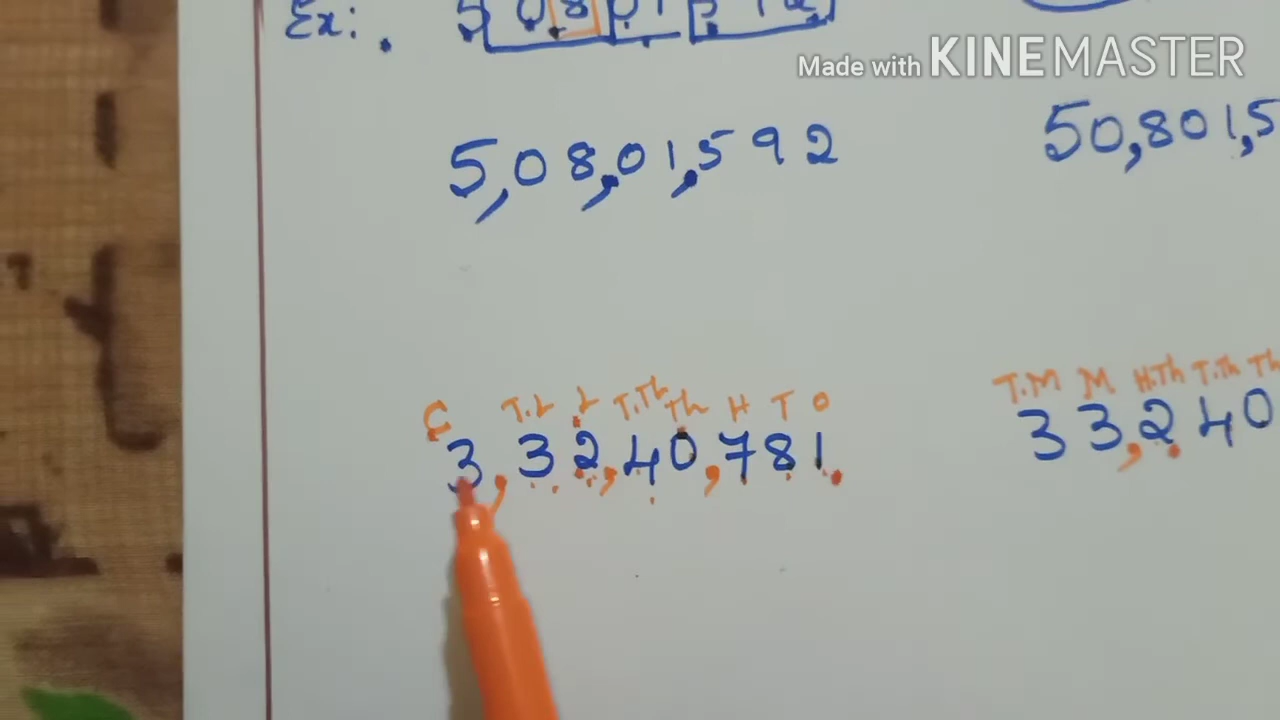 Ex:
Made with KINEMASTER
5,08,01,592
50,801,5
C T.L L T.Th Th H T O
3,32,40,781
T.M M H.Th T.Th Th
33,240